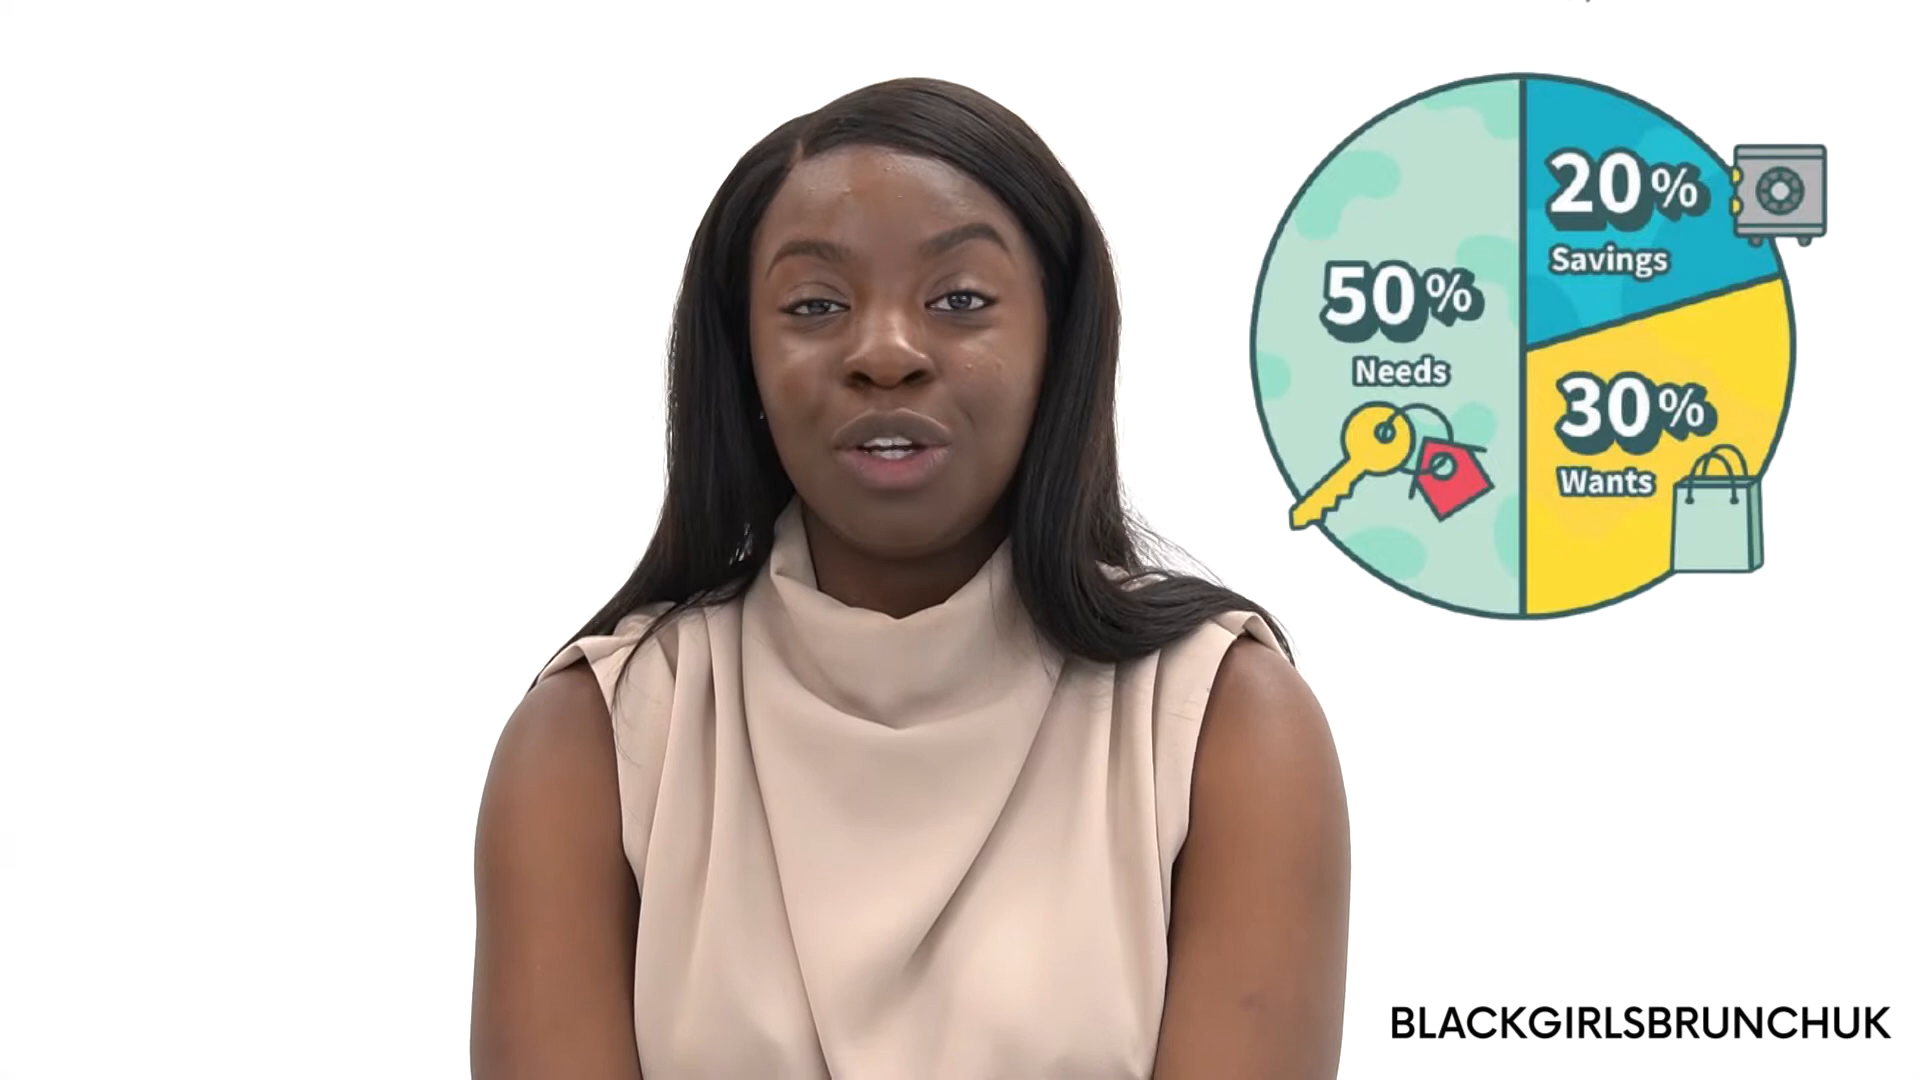 20%
Savings
50%
Needs
30%
Wants
BLACKGIRLSBRUNCHUK